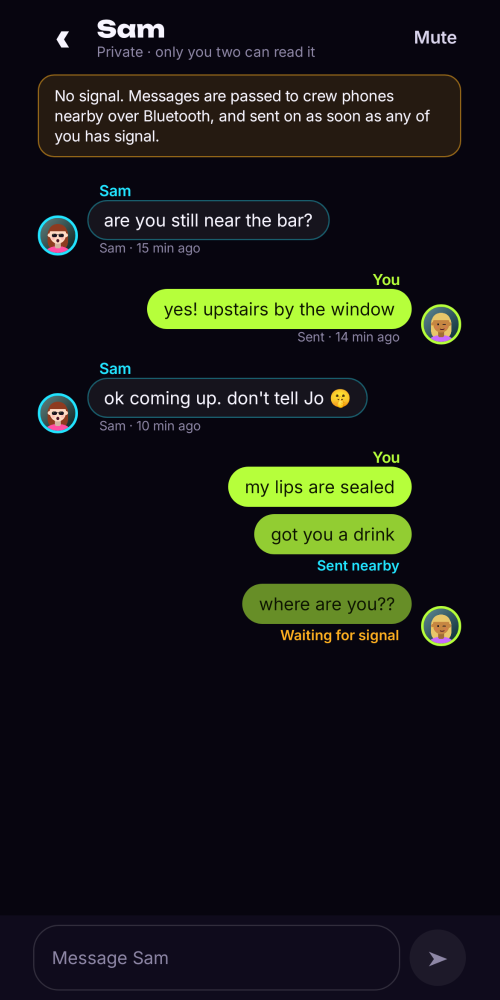 Sam
Private · only you two can read it
Mute
No signal. Messages are passed to crew phones
nearby over Bluetooth, and sent on as soon as any of
you has signal.
Sam
are you still near the bar?
Sam · 15 min ago
You
yes! upstairs by the window
Sent · 14 min ago
Sam
ok coming up. don't tell Jo 🤫
Sam · 10 min ago
You
my lips are sealed
got you a drink
Sent nearby
where are you??
Waiting for signal
Message Sam